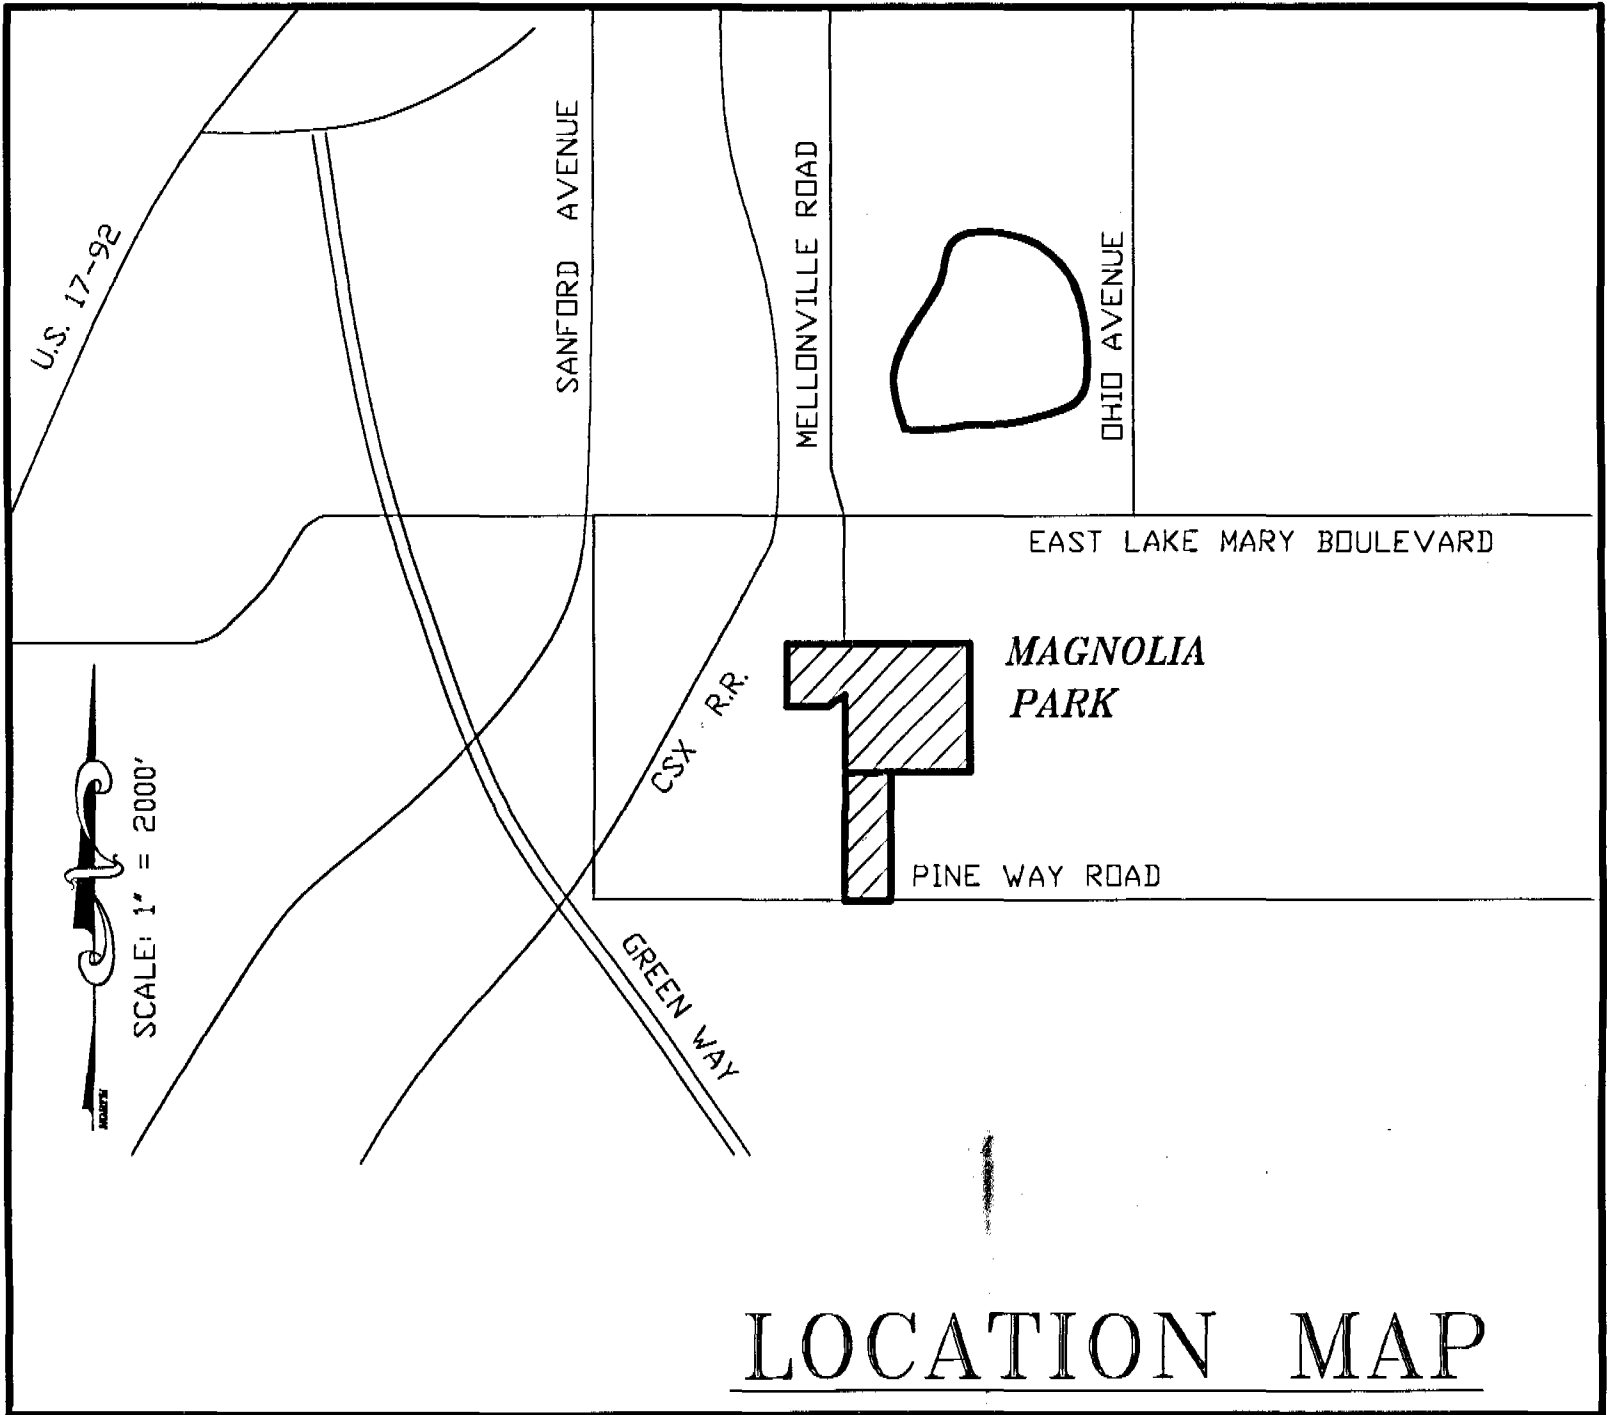 U.S. 17-92
SANFORD AVENUE
MELLONVILLE ROAD
OHIO AVENUE
EAST LAKE MARY BOULEVARD
MAGNOLIA
PARK
CSX R.R.
SCALE: 1" = 2000'
PINE WAY ROAD
GREEN WAY
NORTH
LOCATION MAP